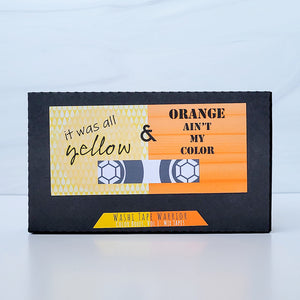 it was all
yellow
&
ORANGE
AIN'T
MY
COLOR
WASHI TAPE WARRIOR